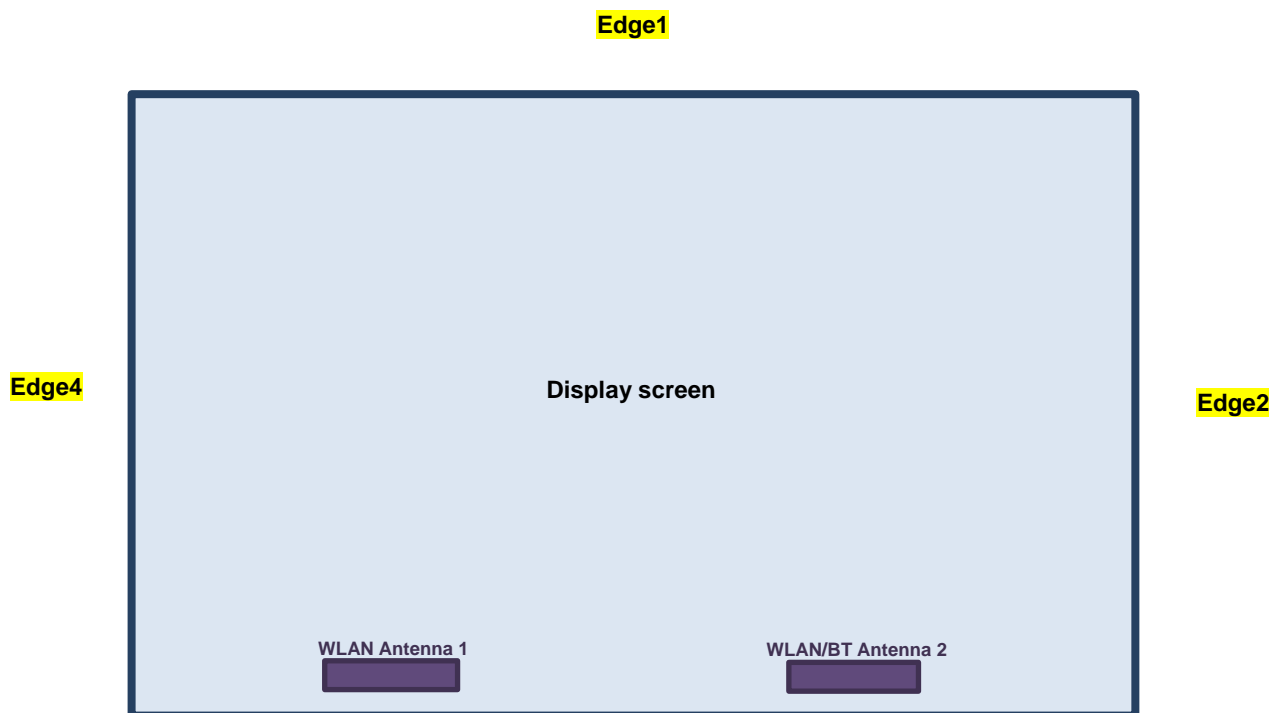 Edge1
Edge4
Display screen
Edge2
WLAN Antenna 1
WLAN/BT Antenna 2